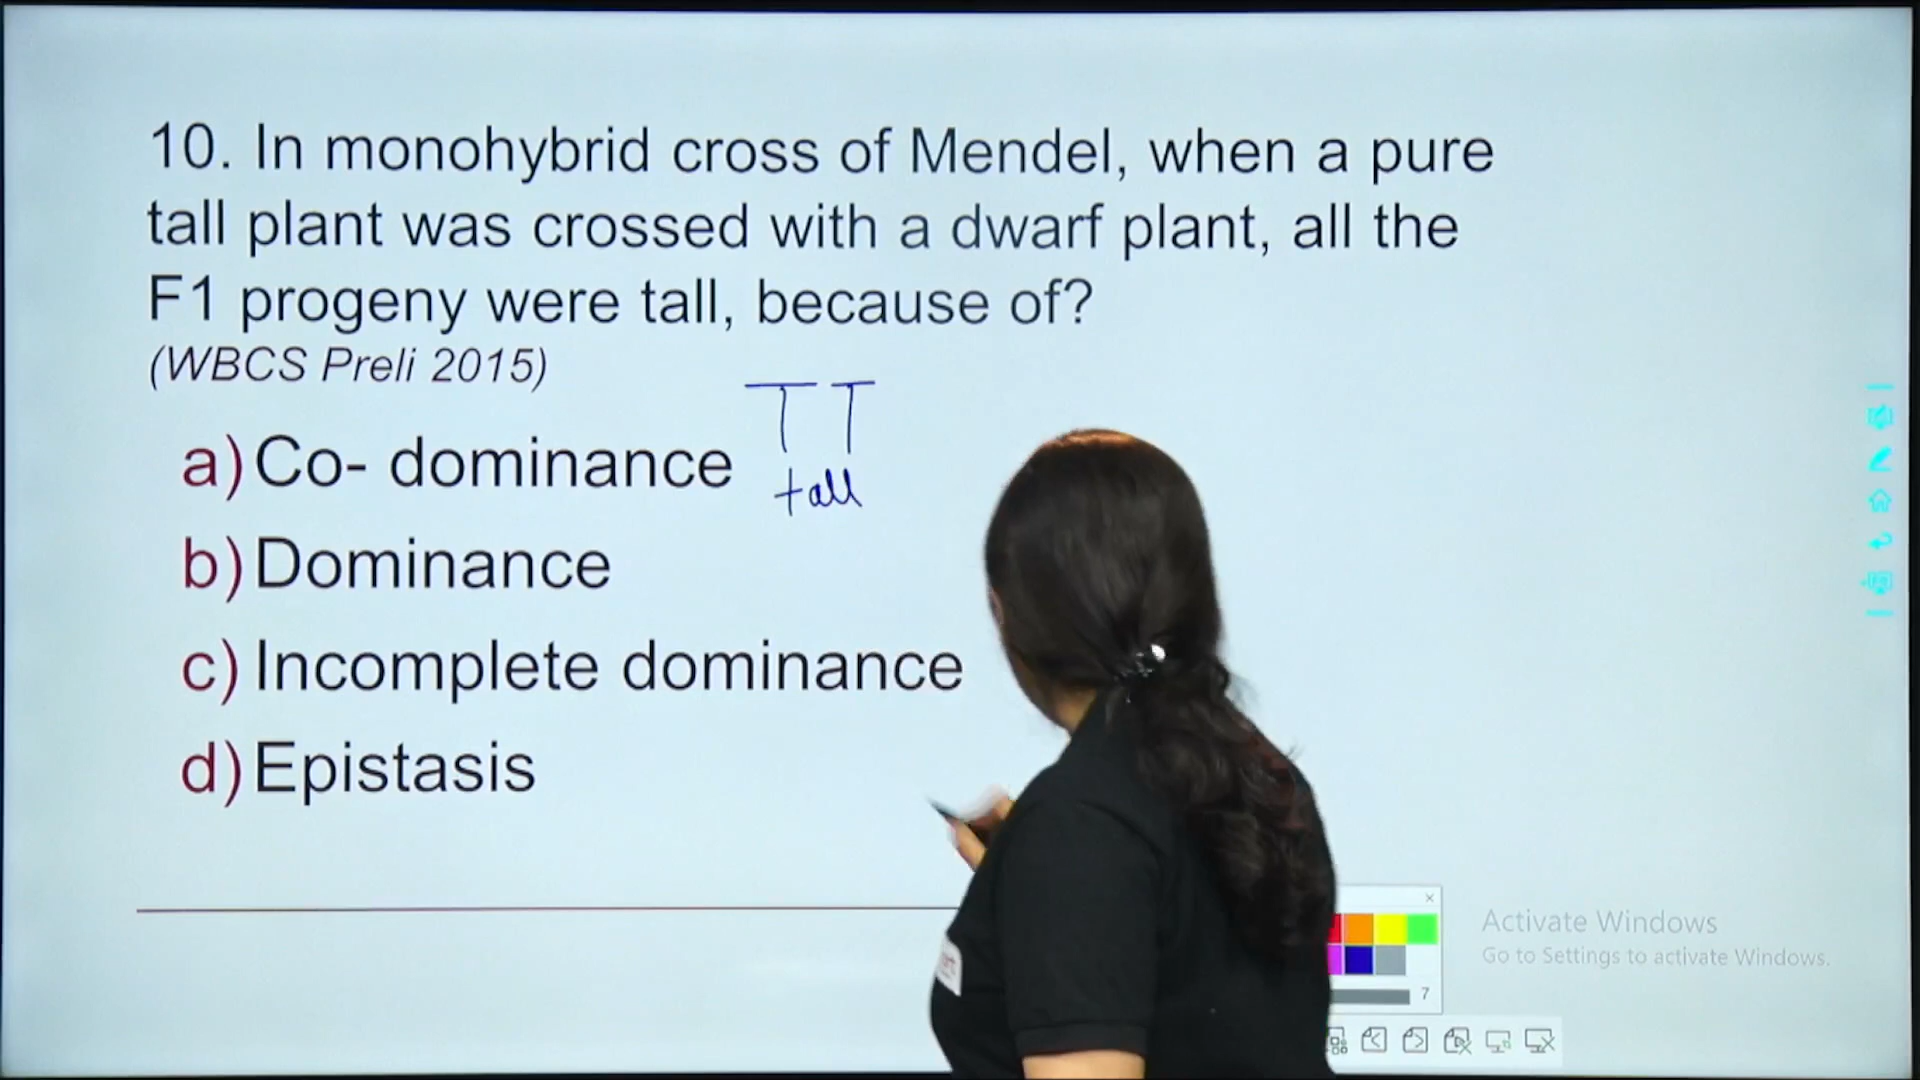 10. In monohybrid cross of Mendel, when a pure
tall plant was crossed with a dwarf plant, all the
F1 progeny were tall, because of?
(WBCS Preli 2015)
T T
tall
a) Co- dominance
b) Dominance
c) Incomplete dominance
d) Epistasis
Activate Windows
Go to Settings to activate Windows.
7